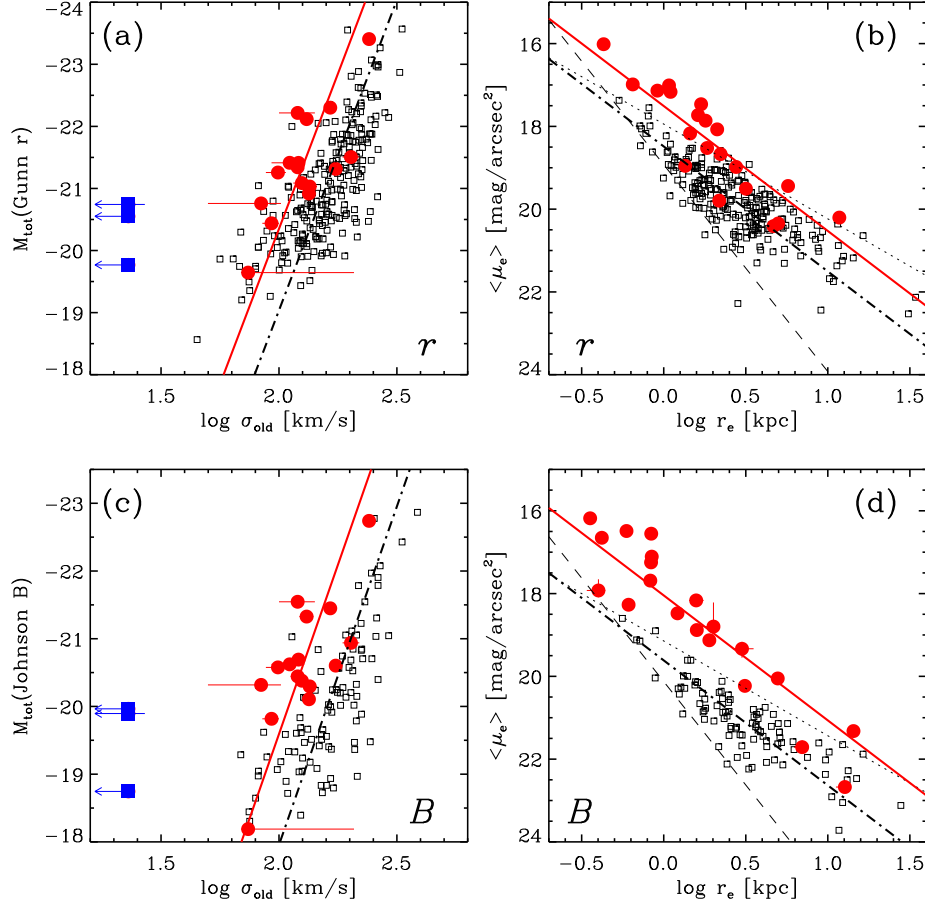 (a)
-24
-23
-22
-21
-20
-19
-18
M_tot(Gunn r)
r
1.5 2.0 2.5
log σ_old [km/s]
(b)
16
18
20
22
24
<μ_e> [mag/arcsec²]
r
-0.5 0.0 0.5 1.0 1.5
log r_e [kpc]
(c)
-23
-22
-21
-20
-19
-18
M_tot(Johnson B)
B
1.5 2.0 2.5
log σ_old [km/s]
(d)
16
18
20
22
24
<μ_e> [mag/arcsec²]
B
-0.5 0.0 0.5 1.0 1.5
log r_e [kpc]